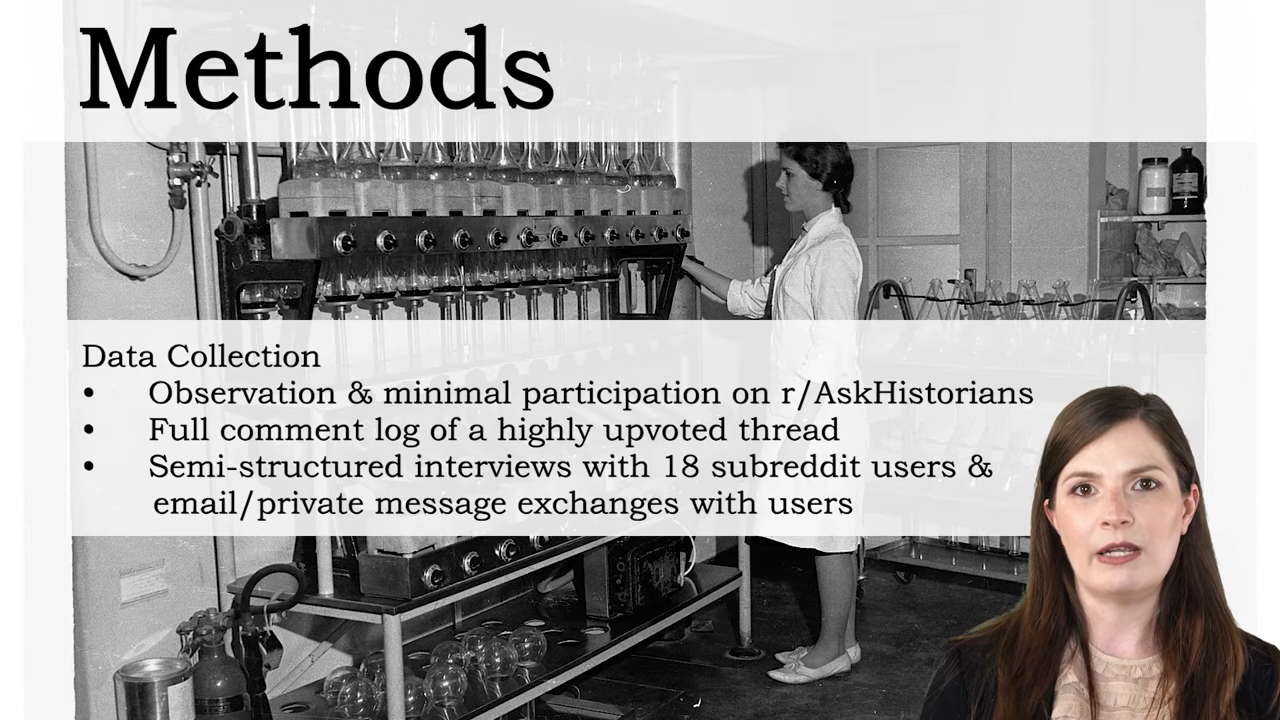 Methods
Data Collection
• Observation & minimal participation on r/AskHistorians
• Full comment log of a highly upvoted thread
• Semi-structured interviews with 18 subreddit users &
email/private message exchanges with users